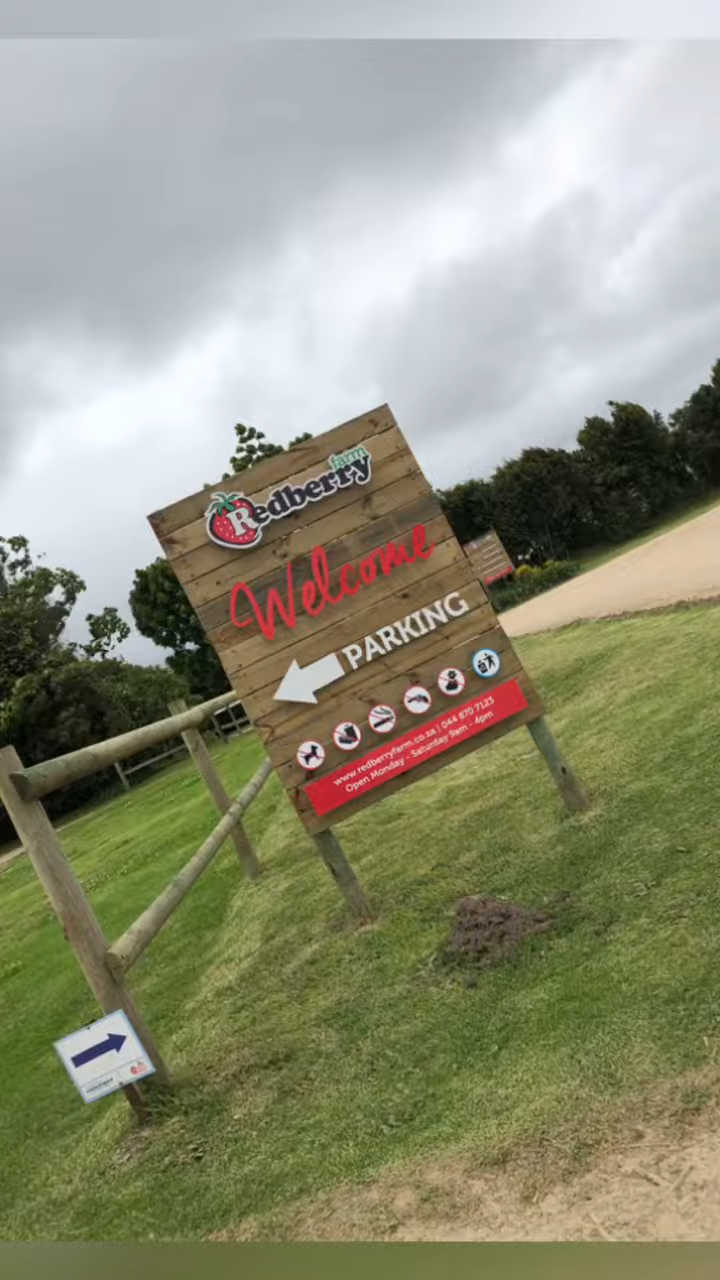 Redberry
farm
Welcome
PARKING
www.redberryfarm.co.za | 044 870 7123
Open Monday - Saturday 9am - 4pm